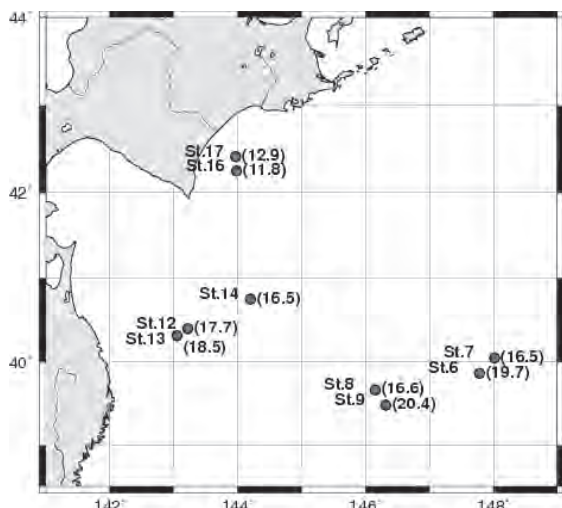 44°
St.17 (12.9)
St.16 (11.8)
42°
St.14 (16.5)
St.12 (17.7)
St.13 (18.5)
40°
St.7 (16.5)
St.6 (19.7)
St.8 (16.6)
St.9 (20.4)
142° 144° 146° 148°